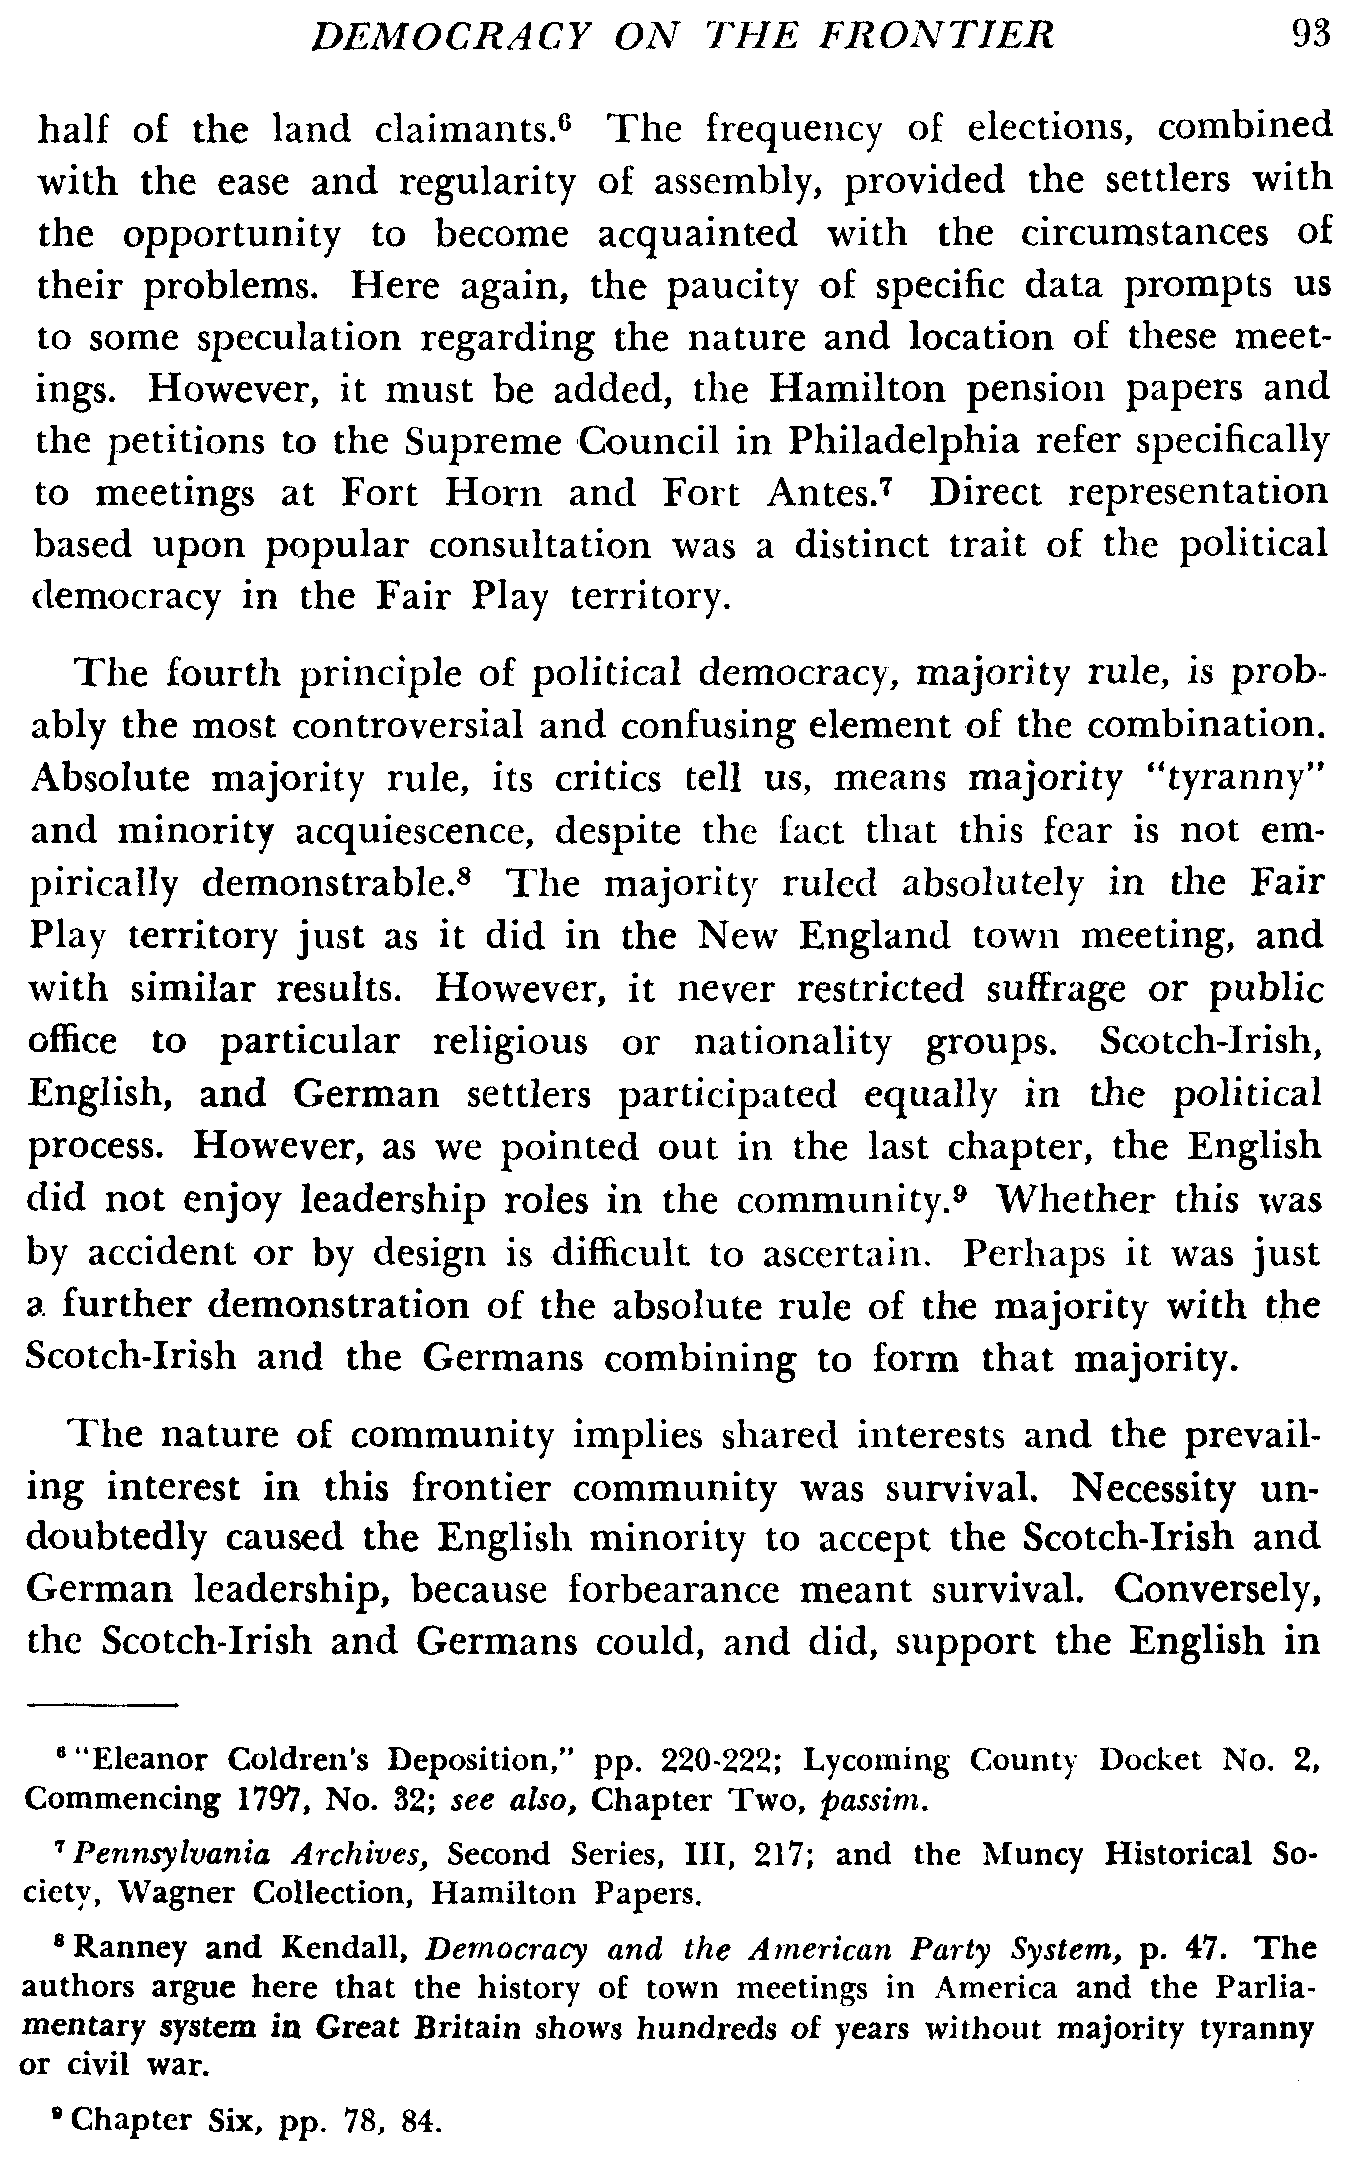 DEMOCRACY ON THE FRONTIER 93
half of the land claimants.⁶ The frequency of elections, combined
with the ease and regularity of assembly, provided the settlers with
the opportunity to become acquainted with the circumstances of
their problems. Here again, the paucity of specific data prompts us
to some speculation regarding the nature and location of these meet-
ings. However, it must be added, the Hamilton pension papers and
the petitions to the Supreme Council in Philadelphia refer specifically
to meetings at Fort Horn and Fort Antes.⁷ Direct representation
based upon popular consultation was a distinct trait of the political
democracy in the Fair Play territory.
The fourth principle of political democracy, majority rule, is prob-
ably the most controversial and confusing element of the combination.
Absolute majority rule, its critics tell us, means majority "tyranny"
and minority acquiescence, despite the fact that this fear is not em-
pirically demonstrable.⁸ The majority ruled absolutely in the Fair
Play territory just as it did in the New England town meeting, and
with similar results. However, it never restricted suffrage or public
office to particular religious or nationality groups. Scotch-Irish,
English, and German settlers participated equally in the political
process. However, as we pointed out in the last chapter, the English
did not enjoy leadership roles in the community.⁹ Whether this was
by accident or by design is difficult to ascertain. Perhaps it was just
a further demonstration of the absolute rule of the majority with the
Scotch-Irish and the Germans combining to form that majority.
The nature of community implies shared interests and the prevail-
ing interest in this frontier community was survival. Necessity un-
doubtedly caused the English minority to accept the Scotch-Irish and
German leadership, because forbearance meant survival. Conversely,
the Scotch-Irish and Germans could, and did, support the English in
⁶ "Eleanor Coldren's Deposition," pp. 220-222; Lycoming County Docket No. 2,
Commencing 1797, No. 32; see also, Chapter Two, passim.
⁷ Pennsylvania Archives, Second Series, III, 217; and the Muncy Historical So-
ciety, Wagner Collection, Hamilton Papers.
⁸ Ranney and Kendall, Democracy and the American Party System, p. 47. The
authors argue here that the history of town meetings in America and the Parlia-
mentary system in Great Britain shows hundreds of years without majority tyranny
or civil war.
⁹ Chapter Six, pp. 78, 84.